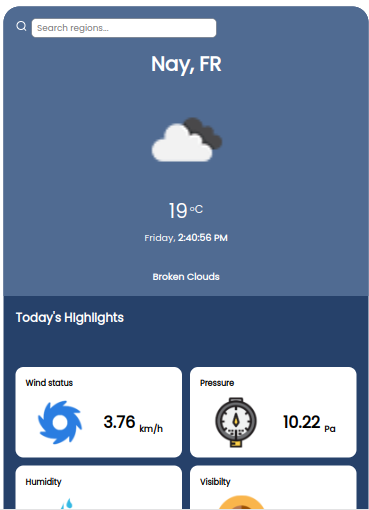 Search regions...
Nay, FR
19 °C
Friday, 2:40:56 PM
Broken Clouds
Today's Highlights
Wind status
3.76 km/h
Pressure
10.22 Pa
Humidity
Visibilty